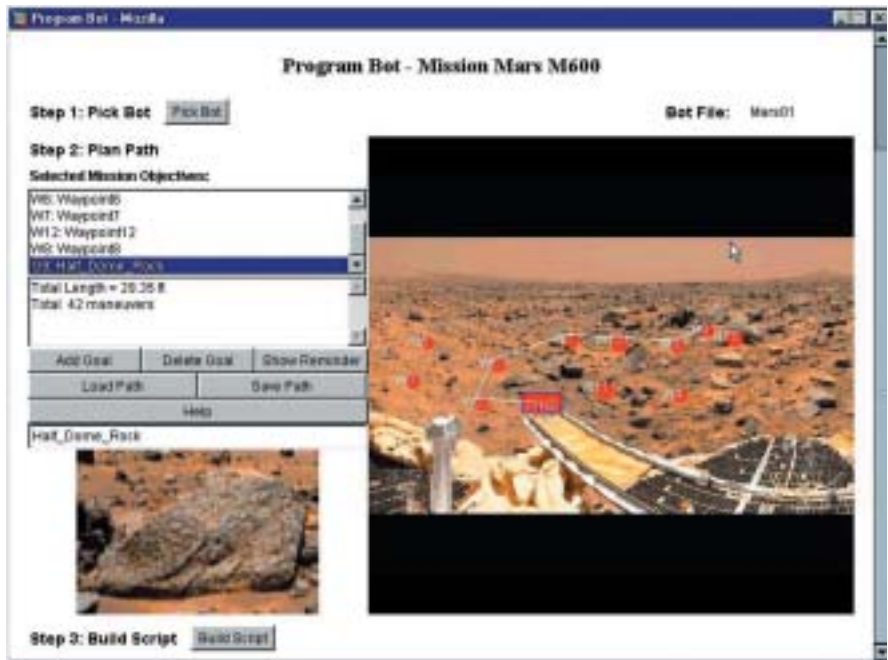 Program Bot - Mozilla
Program Bot - Mission Mars M600
Step 1: Pick Bot
Pick Bot
Bot File: Mars01
Step 2: Plan Path
Selected Mission Objectives:
W6: Waypoint6
W7: Waypoint7
W12: Waypoint12
W8: Waypoint8
Half_Dome_Rock
Total Length = 28.35 ft
Total 42 maneuvers
Add Goal
Delete Goal
Show Reminder
Load Path
Save Path
Help
Half_Dome_Rock
Step 3: Build Script
Build Script